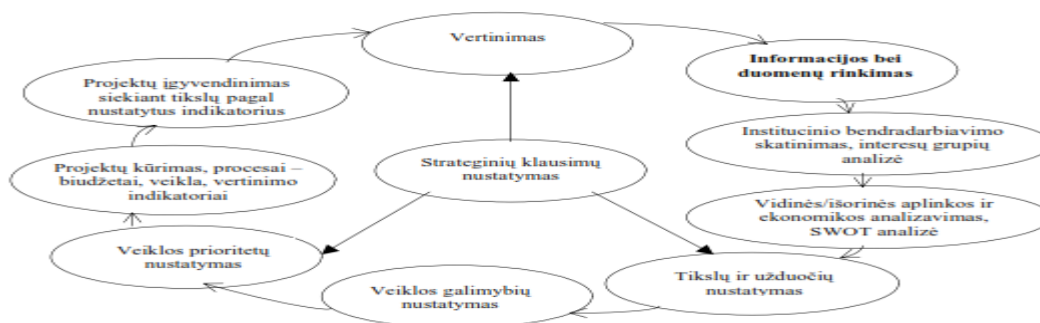 Vertinimas
Informacijos bei
duomenų rinkimas
Projektų įgyvendinimas
siekiant tikslų pagal
nustatytus indikatorius
Institucinio bendradarbiavimo
skatinimas, interesų grupių
analizė
Strateginių klausimų
nustatymas
Projektų kūrimas, procesai –
biudžetai, veikla, vertinimo
indikatoriai
Vidinės/išorinės aplinkos ir
ekonomikos analizavimas,
SWOT analizė
Veiklos prioritetų
nustatymas
Tikslų ir užduočių
nustatymas
Veiklos galimybių
nustatymas